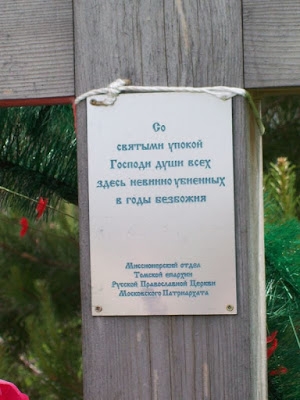 Со
святыми упокой
Господи души всех
здесь невинно убиенных
в годы безбожия
Миссионерский отдел
Томской епархии
Русской Православной Церкви
Московского Патриархата